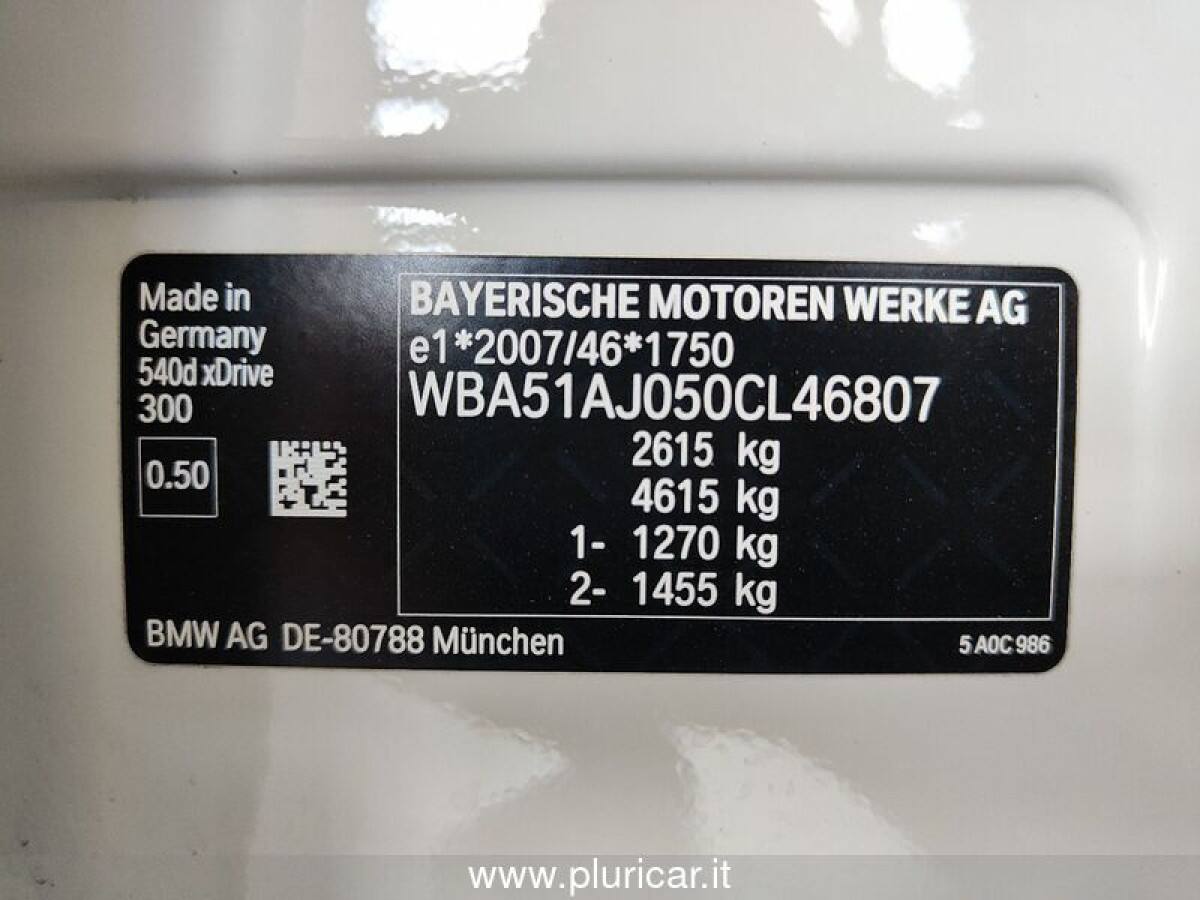 Made in
Germany
540d xDrive
300
0.50
BAYERISCHE MOTOREN WERKE AG
e1*2007/46*1750
WBA51AJ050CL46807
2615 kg
4615 kg
1- 1270 kg
2- 1455 kg
BMW AG DE-80788 München
5 A0C 986
www.pluricar.it